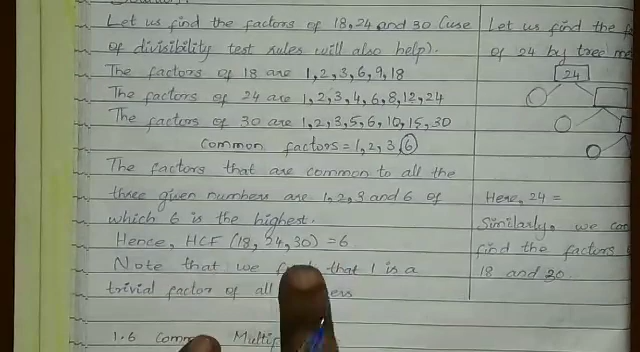 Let us find the factors of 18, 24 and 30 (use
of divisibility test rules will also help).
The factors of 18 are 1, 2, 3, 6, 9, 18
The factors of 24 are 1, 2, 3, 4, 6, 8, 12, 24
The factors of 30 are 1, 2, 3, 5, 6, 10, 15, 30
Common factors = 1, 2, 3, 6
The factors that are common to all the
three given numbers are 1, 2, 3 and 6 of
which 6 is the highest.
Hence, HCF (18, 24, 30) = 6
Note that we that 1 is a
trivial factor of all
1.6
Let us find the
of 24 by tree
24
Here, 24 =
Similarly, we
find the factors
18 and 30